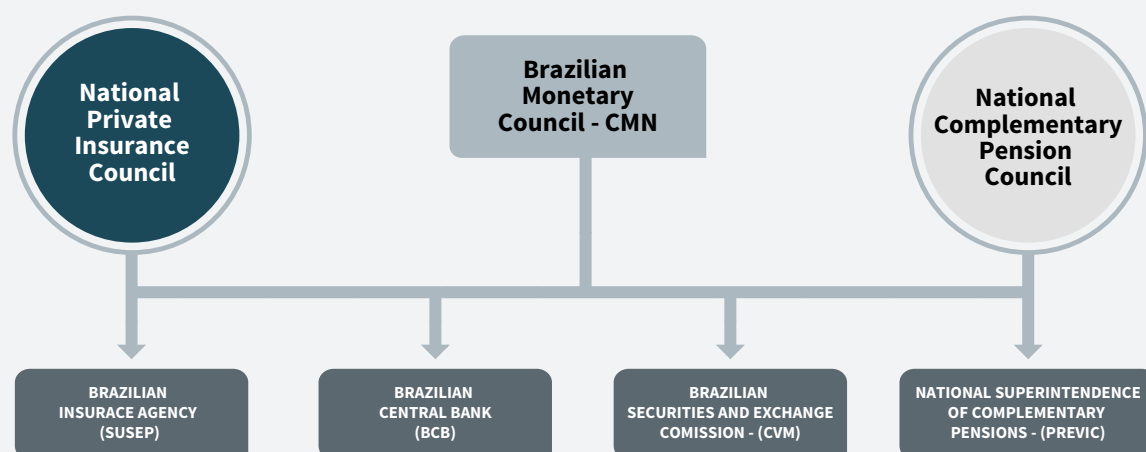 National
Private
Insurance
Council
Brazilian
Monetary
Council - CMN
National
Complementary
Pension
Council
BRAZILIAN
INSURACE AGENCY
(SUSEP)
BRAZILIAN
CENTRAL BANK
(BCB)
BRAZILIAN
SECURITIES AND EXCHANGE
COMISSION - (CVM)
NATIONAL SUPERINTENDENCE
OF COMPLEMENTARY
PENSIONS - (PREVIC)